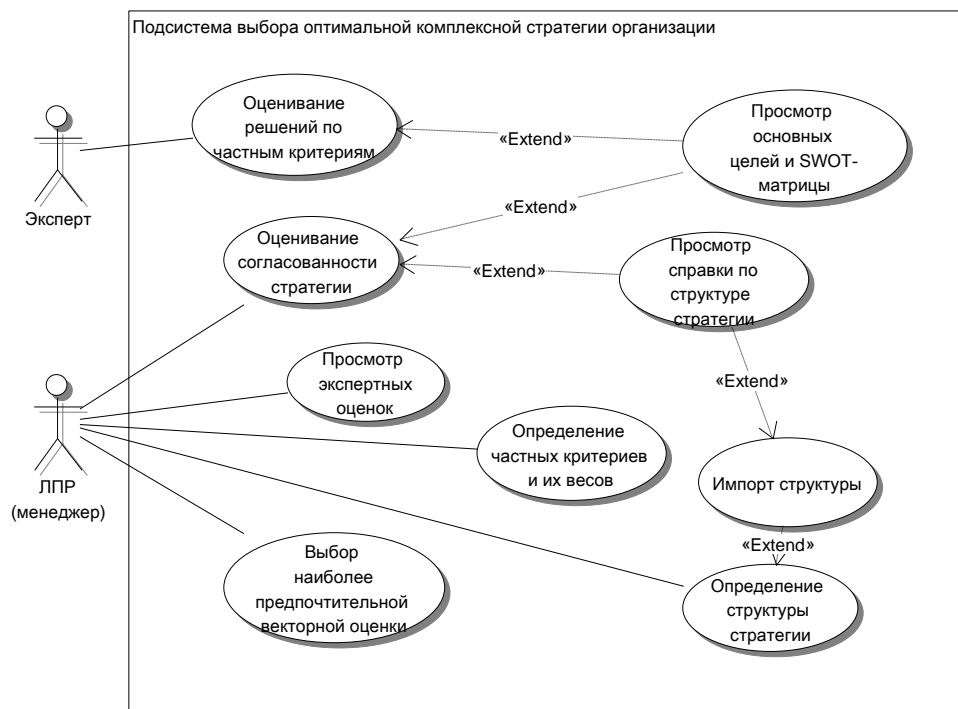 Подсистема выбора оптимальной комплексной стратегии организации
Оценивание
решений по
частным критериям
«Extend»
Просмотр
основных
целей и SWOT-
матрицы
Эксперт
«Extend»
Оценивание
согласованности
стратегии
«Extend»
Просмотр
справки по
структуре
стратегии
Просмотр
экспертных
оценок
«Extend»
Определение
частных критериев
и их весов
ЛПР
(менеджер)
Импорт структуры
«Extend»
Выбор
наиболее
предпочтительной
векторной оценки
Определение
структуры
стратегии